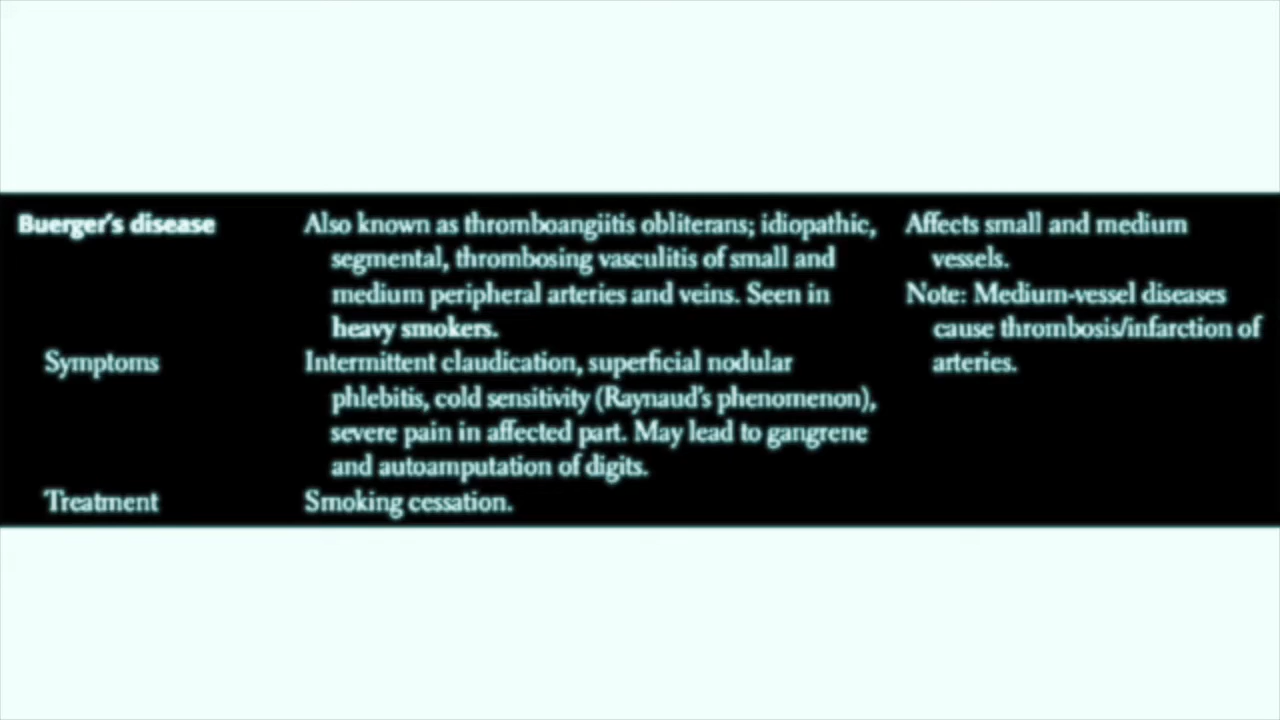 Buerger's disease
Also known as thromboangiitis obliterans; idiopathic,
segmental, thrombosing vasculitis of small and
medium peripheral arteries and veins. Seen in
heavy smokers.
Symptoms
Intermittent claudication, superficial nodular
phlebitis, cold sensitivity (Raynaud's phenomenon),
severe pain in affected part. May lead to gangrene
and autoamputation of digits.
Treatment
Smoking cessation.
Affects small and medium
vessels.
Note: Medium-vessel diseases
cause thrombosis/infarction of
arteries.